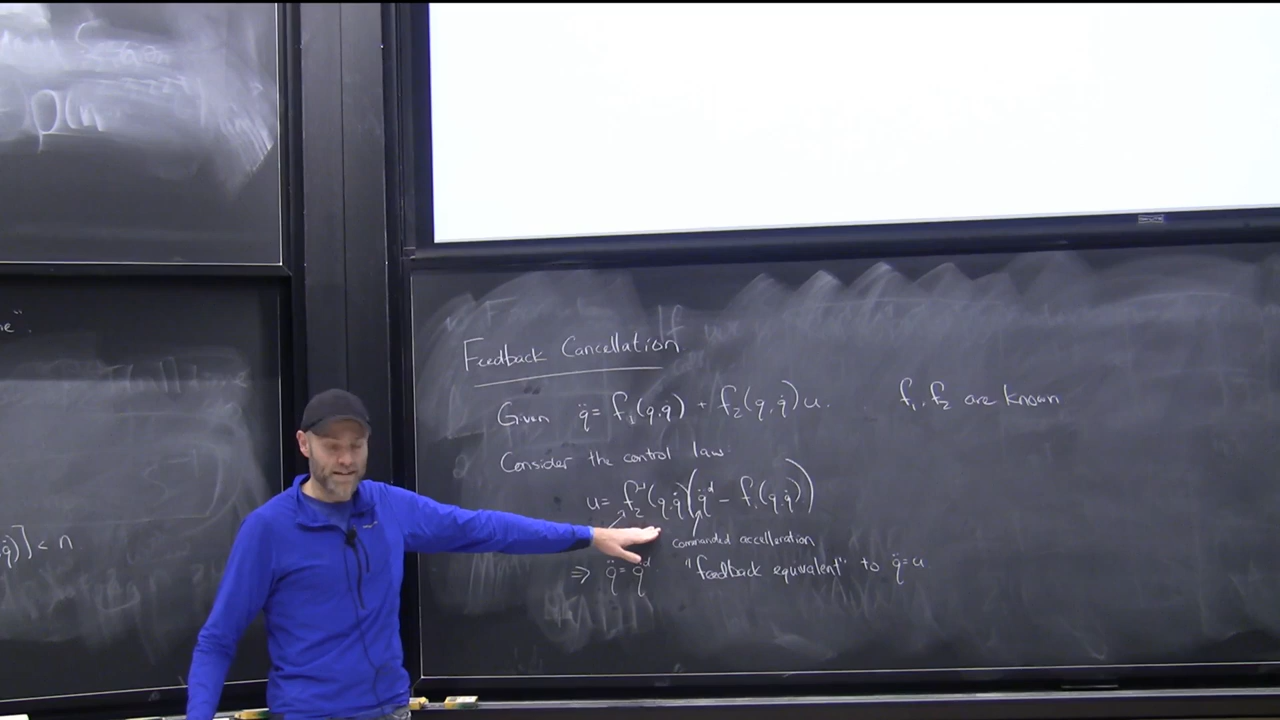 p(
e".
q̇)] < n
Feedback Cancellation
Given q̈ = f₁(q,q̇) + f₂(q,q̇)u. f₁, f₂ are known
Consider the control law:
u = f₂⁻¹(q,q̇)(q̈ᵈ - f₁(q,q̇))
commanded accelleration
⇒ q̈ = q̈ᵈ "feedback equivalent" to q̈=u